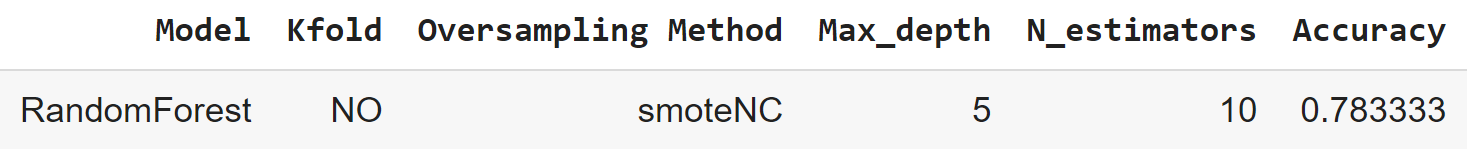 Model Kfold Oversampling Method Max_depth N_estimators Accuracy
RandomForest NO smoteNC 5 10 0.783333